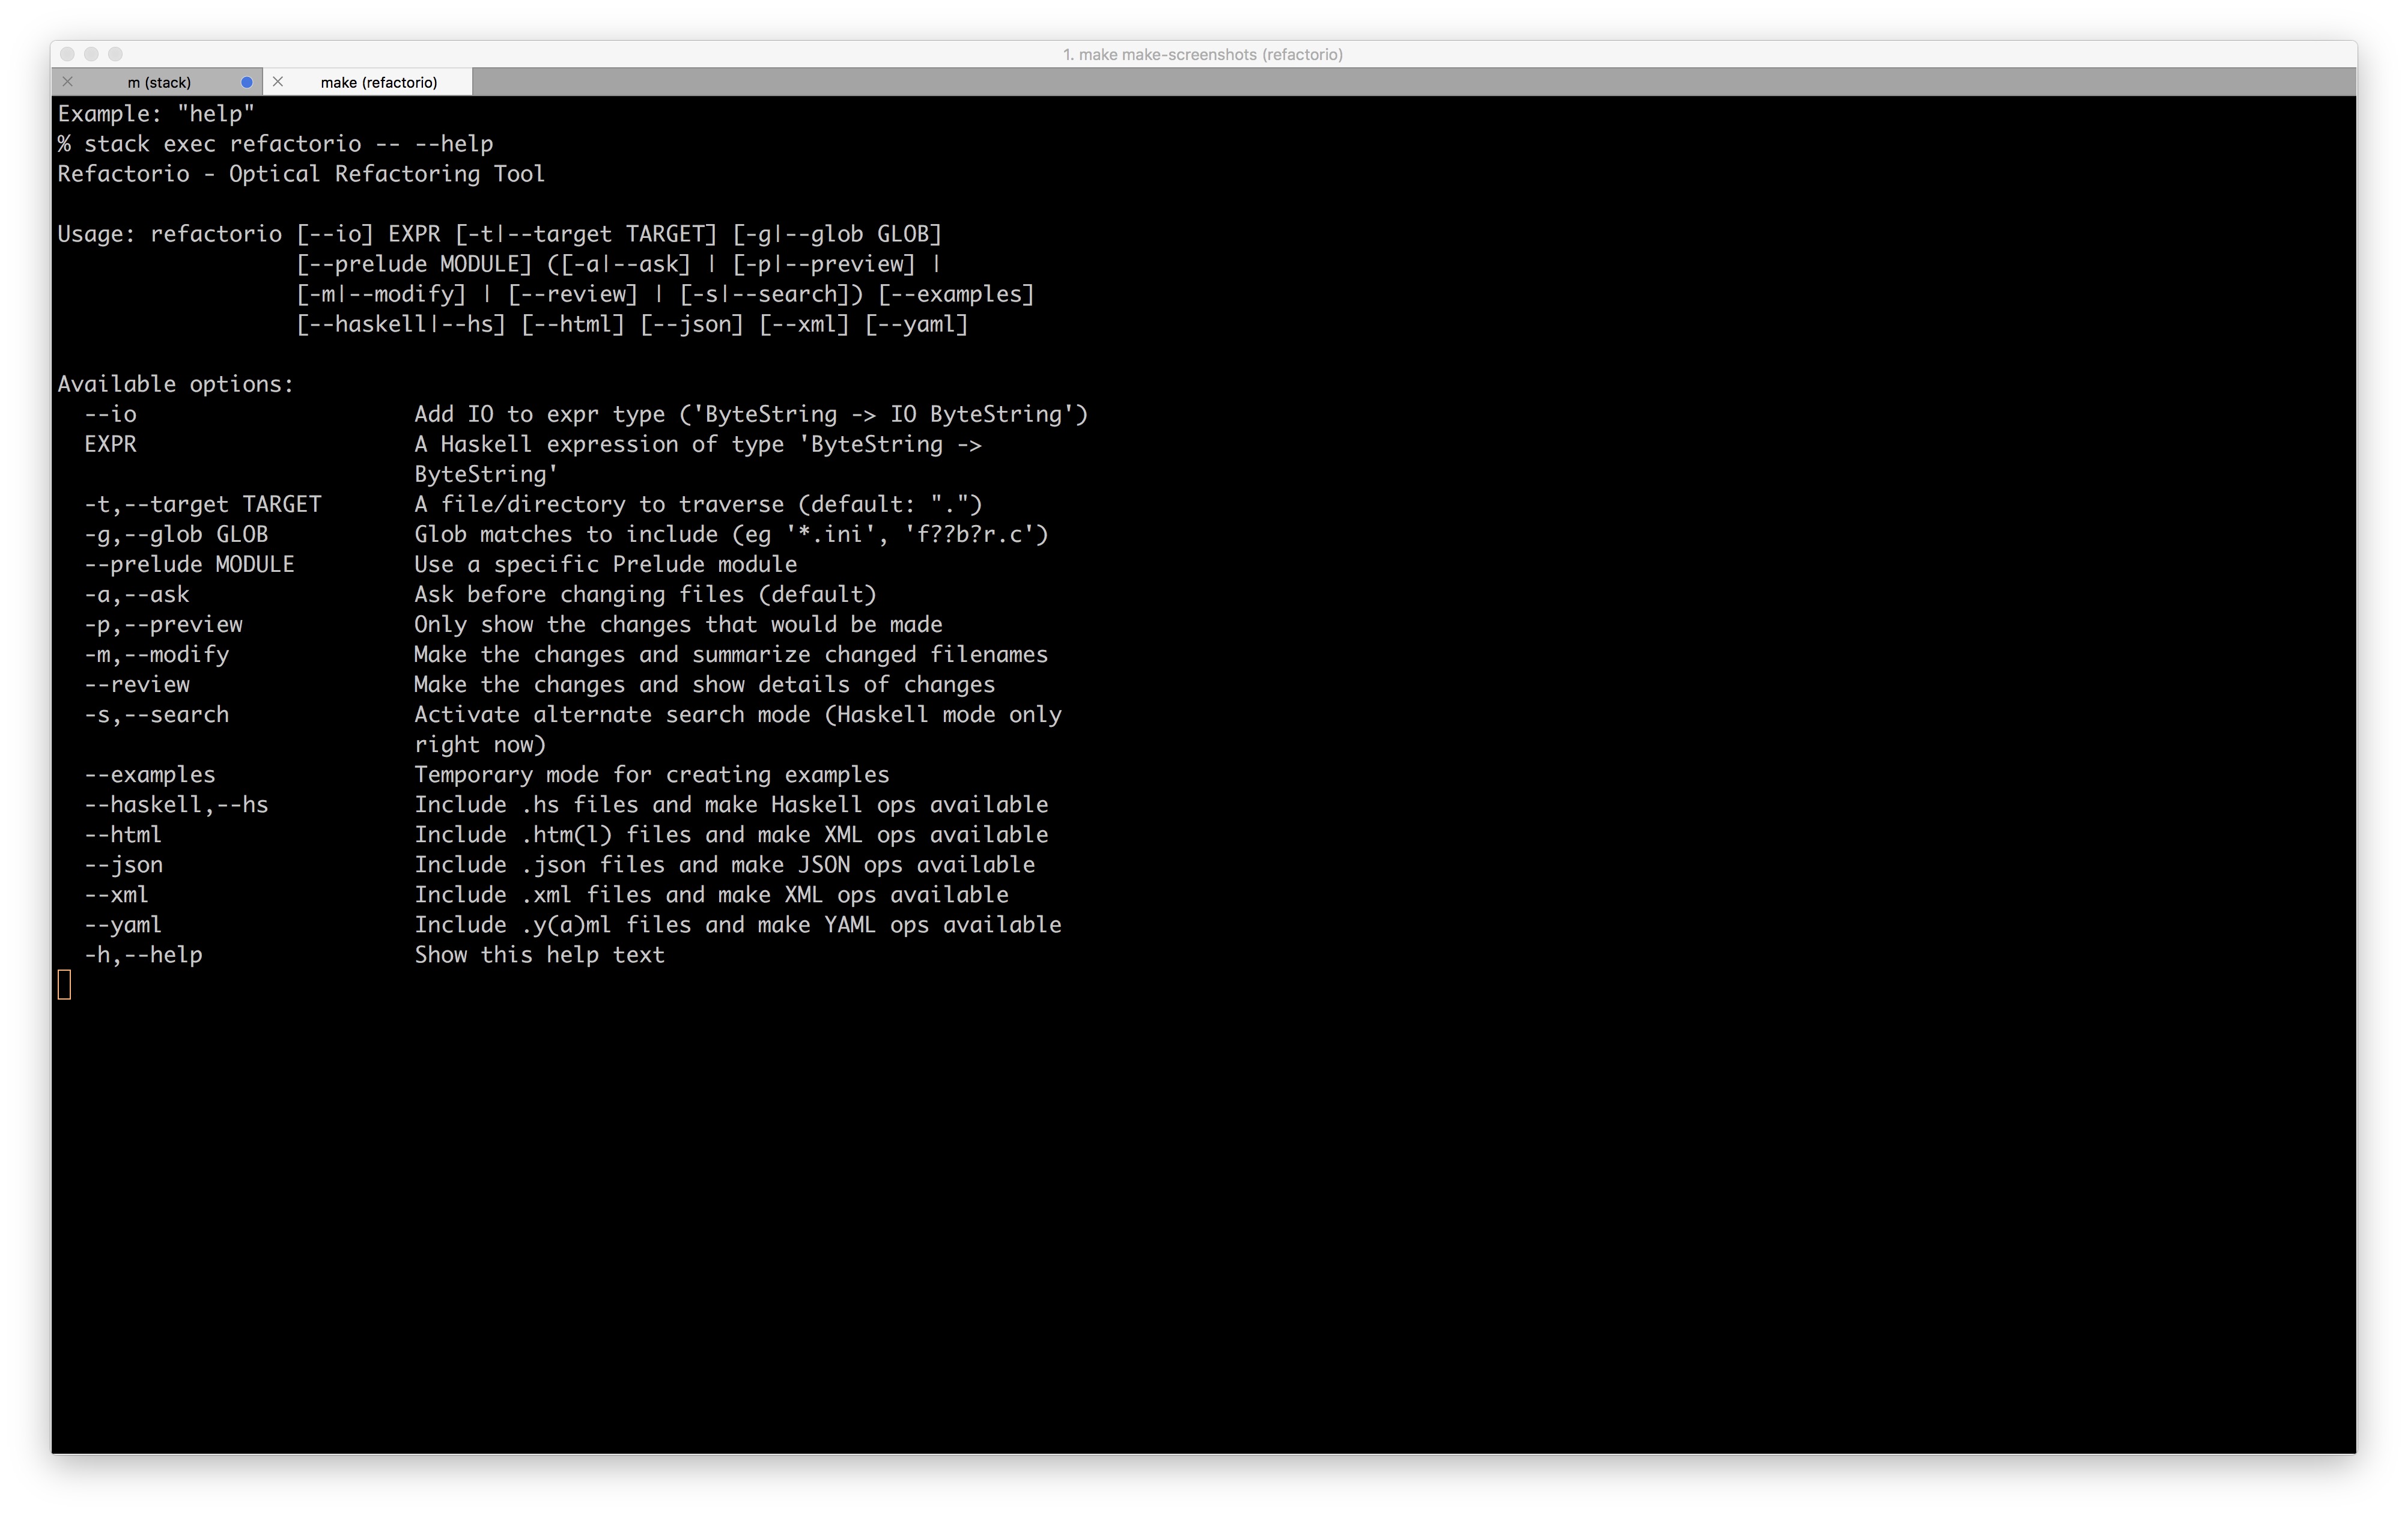 1. make make-screenshots (refactorio)
m (stack) make (refactorio)
Example: "help"
% stack exec refactorio -- --help
Refactorio - Optical Refactoring Tool
Usage: refactorio [--io] EXPR [-t|--target TARGET] [-g|--glob GLOB]
[--prelude MODULE] ([-a|--ask] | [-p|--preview] |
[-m|--modify] | [--review] | [-s|--search]) [--examples]
[--haskell|--hs] [--html] [--json] [--xml] [--yaml]
Available options:
--io Add IO to expr type ('ByteString -> IO ByteString')
EXPR A Haskell expression of type 'ByteString ->
ByteString'
-t,--target TARGET A file/directory to traverse (default: ".")
-g,--glob GLOB Glob matches to include (eg '*.ini', 'f??b?r.c')
--prelude MODULE Use a specific Prelude module
-a,--ask Ask before changing files (default)
-p,--preview Only show the changes that would be made
-m,--modify Make the changes and summarize changed filenames
--review Make the changes and show details of changes
-s,--search Activate alternate search mode (Haskell mode only
right now)
--examples Temporary mode for creating examples
--haskell,--hs Include .hs files and make Haskell ops available
--html Include .htm(l) files and make XML ops available
--json Include .json files and make JSON ops available
--xml Include .xml files and make XML ops available
--yaml Include .y(a)ml files and make YAML ops available
-h,--help Show this help text